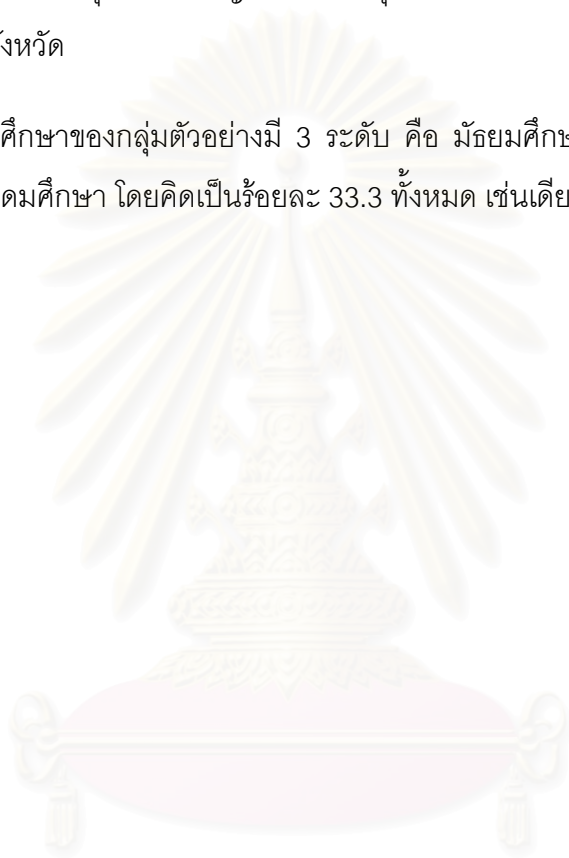 ังหวัด
ศึกษาของกลุ่มตัวอย่างมี 3 ระดับ คือ มัธยมศึกษ
ดมศึกษา โดยคิดเป็นร้อยละ 33.3 ทั้งหมด เช่นเดีย